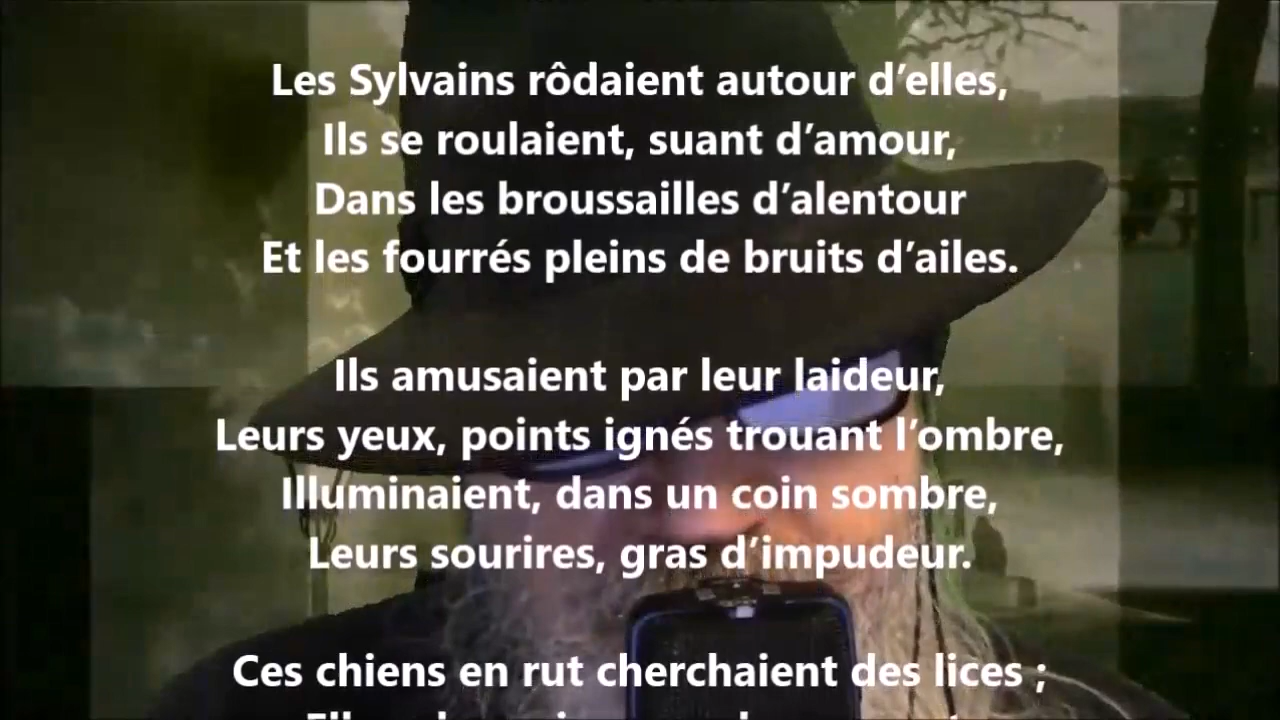 Les Sylvains rôdaient autour d’elles,
Ils se roulaient, suant d’amour,
Dans les broussailles d’alentour
Et les fourrés pleins de bruits d’ailes.
Ils amusaient par leur laideur,
Leurs yeux, points ignés trouant l’ombre,
Illuminaient, dans un coin sombre,
Leurs sourires, gras d’impudeur.
Ces chiens en rut cherchaient des lices ;